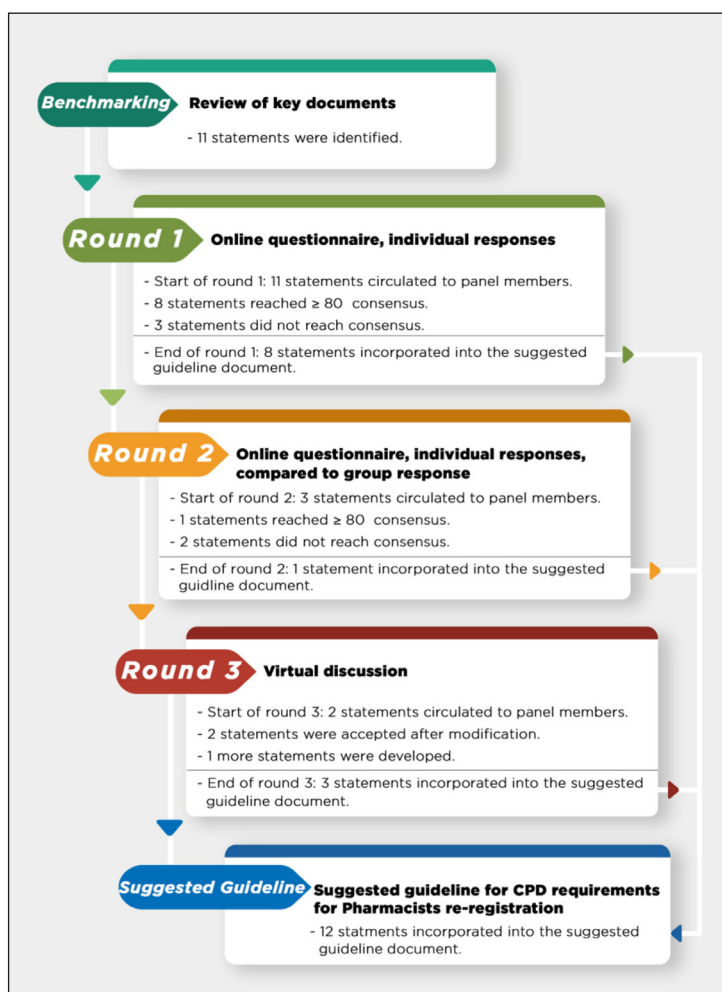 Benchmarking
Review of key documents
- 11 statements were identified.
Round 1
Online questionnaire, individual responses
- Start of round 1: 11 statements circulated to panel members.
- 8 statements reached ≥ 80 consensus.
- 3 statements did not reach consensus.
- End of round 1: 8 statements incorporated into the suggested
guideline document.
Round 2
Online questionnaire, individual responses,
compared to group response
- Start of round 2: 3 statements circulated to panel members.
- 1 statements reached ≥ 80 consensus.
- 2 statements did not reach consensus.
- End of round 2: 1 statement incorporated into the suggested
guidline document.
Round 3
Virtual discussion
- Start of round 3: 2 statements circulated to panel members.
- 2 statements were accepted after modification.
- 1 more statements were developed.
- End of round 3: 3 statements incorporated into the suggested
guideline document.
Suggested Guideline
Suggested guideline for CPD requirements
for Pharmacists re-registration
- 12 statments incorporated into the suggested
guideline document.